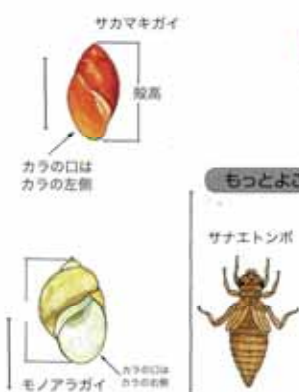 サカマキガイ
殻高
カラの口は
カラの左側
もっとよご
サナエトンボ
カラの口は
カラの右側
モノアラガイ